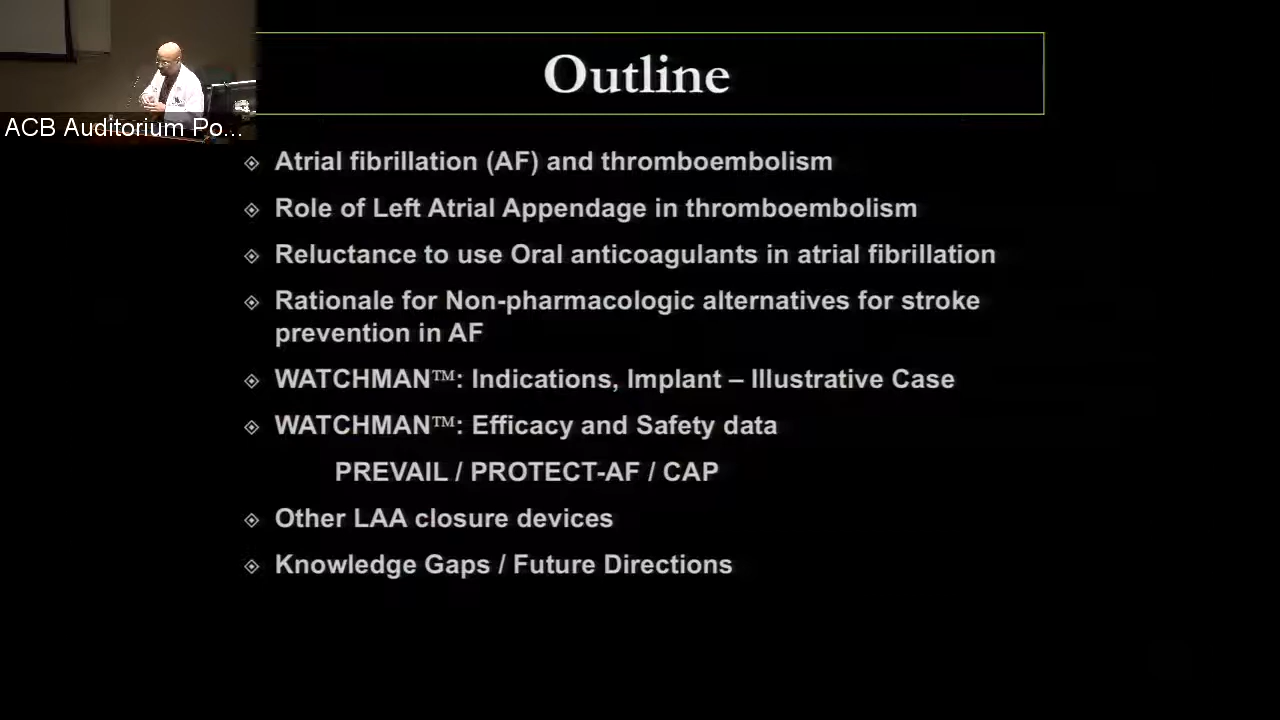 Outline
ACB Auditorium Po...
Atrial fibrillation (AF) and thromboembolism
Role of Left Atrial Appendage in thromboembolism
Reluctance to use Oral anticoagulants in atrial fibrillation
Rationale for Non-pharmacologic alternatives for stroke
prevention in AF
WATCHMAN™: Indications, Implant – Illustrative Case
WATCHMAN™: Efficacy and Safety data
PREVAIL / PROTECT-AF / CAP
Other LAA closure devices
Knowledge Gaps / Future Directions